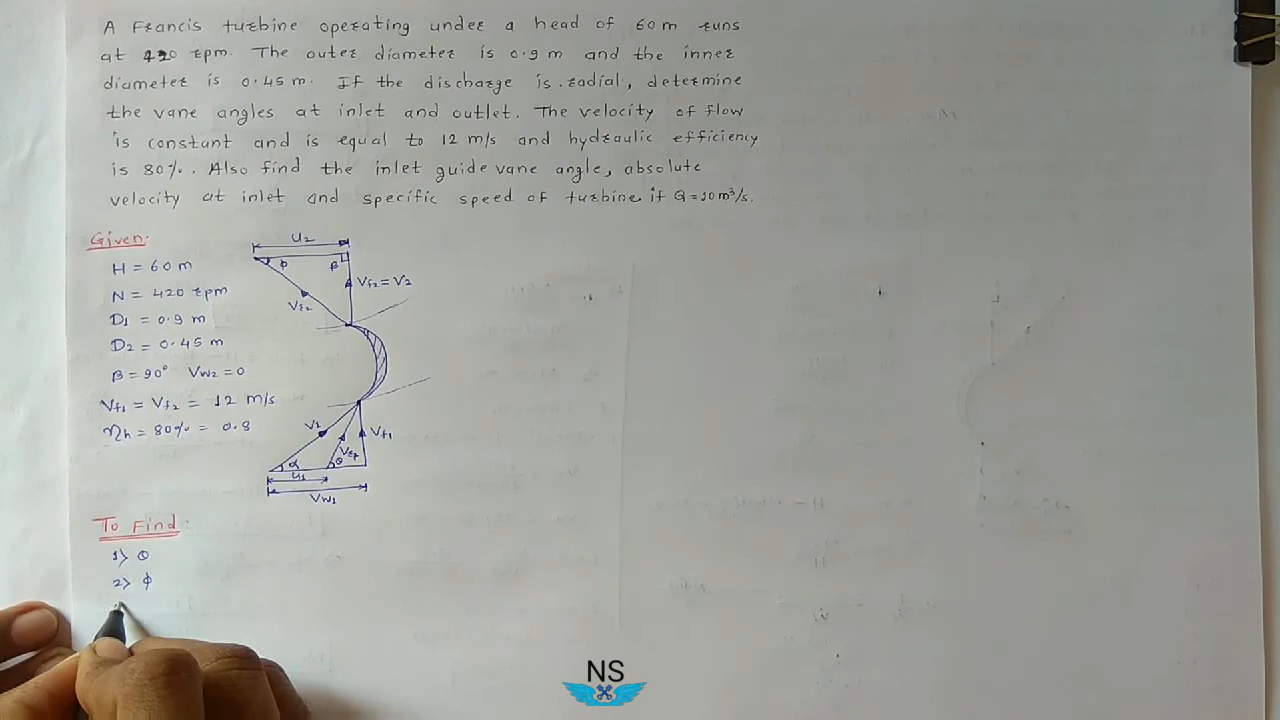 A Francis turbine operating under a head of 60 m runs
at 420 rpm. The outer diameter is 0.9 m and the inner
diameter is 0.45 m. If the discharge is radial, determine
the vane angles at inlet and outlet. The velocity of flow
is constant and is equal to 12 m/s and hydraulic efficiency
is 80%. Also find the inlet guide vane angle, absolute
velocity at inlet and specific speed of turbine if Q = 10 m³/s.
Given:
H = 60 m
N = 420 rpm
D1 = 0.9 m
D2 = 0.45 m
β = 90° Vw2 = 0
Vf1 = Vf2 = 12 m/s
ηh = 80% = 0.8
U2
ϕ
β
Vf2 = V2
Vr2
V1
Vf1
Vr1
α
θ
U1
Vw1
To Find:
1> θ
2> ϕ
NS